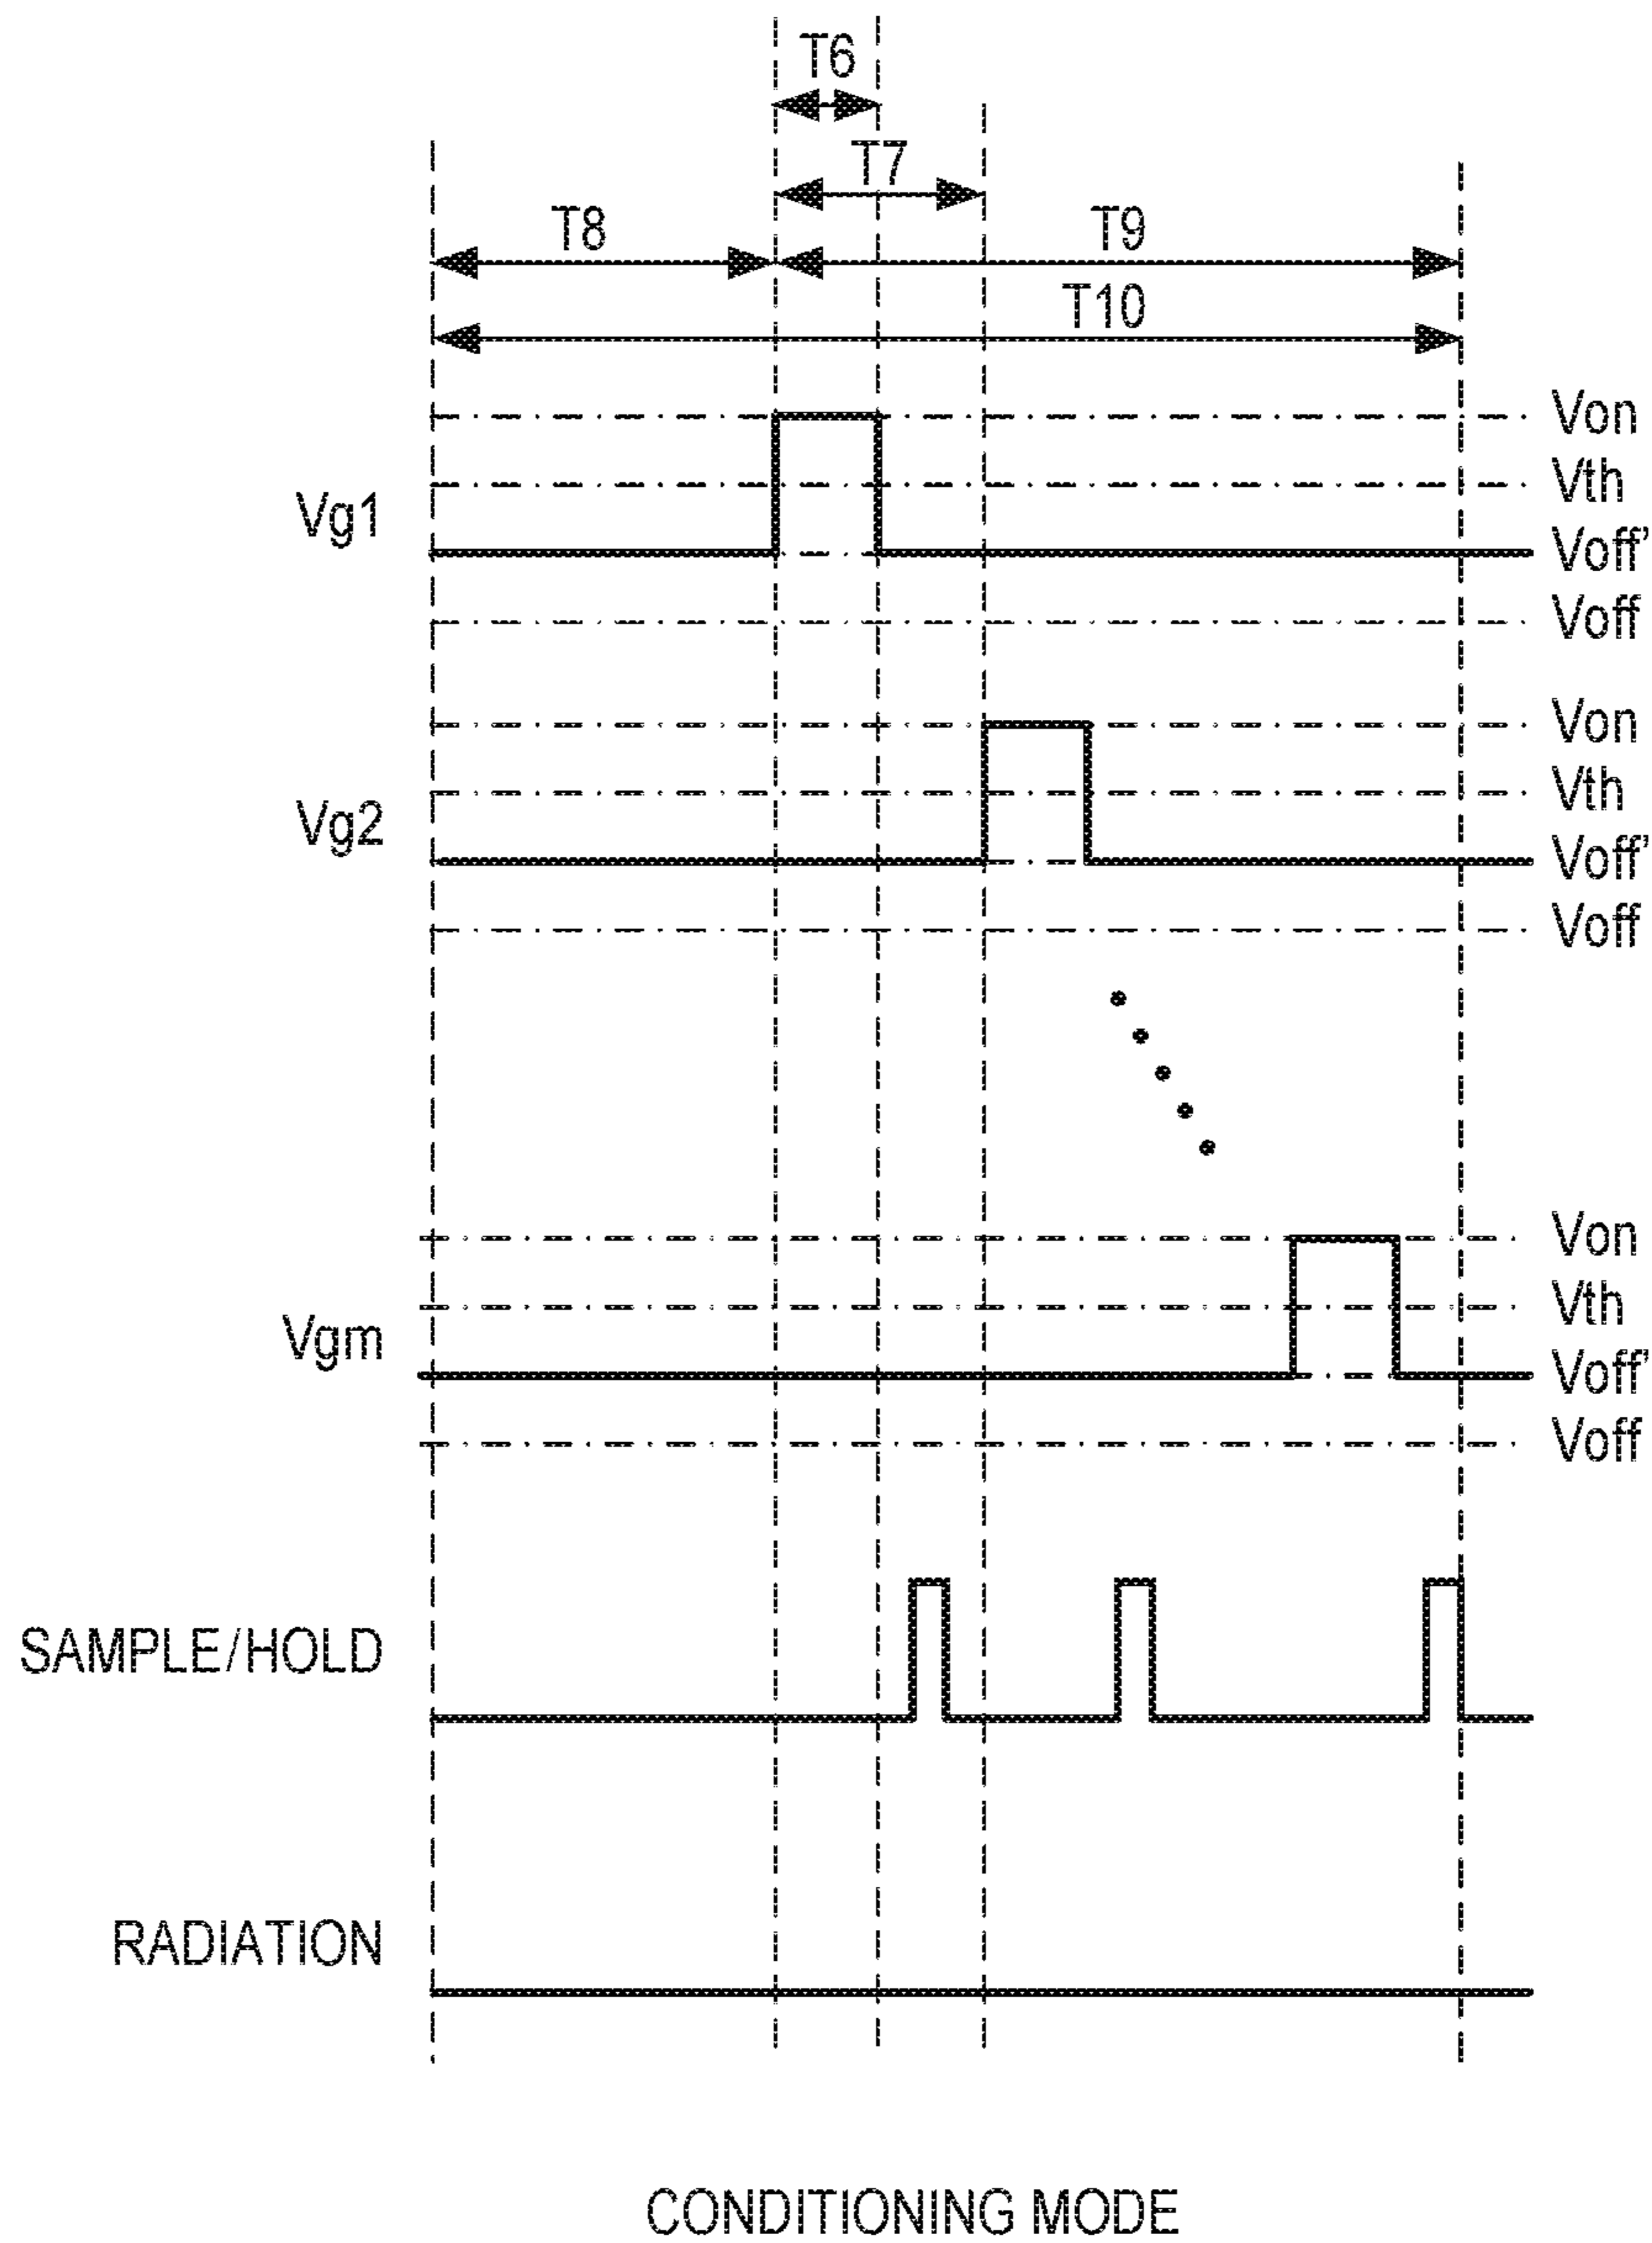 T6
T7
T8
T9
T10
Von
Vth
Vg1
Voff'
Voff
Von
Vth
Vg2
Voff'
Voff
Von
Vth
Vgm
Voff'
Voff
SAMPLE/HOLD
RADIATION
CONDITIONING MODE